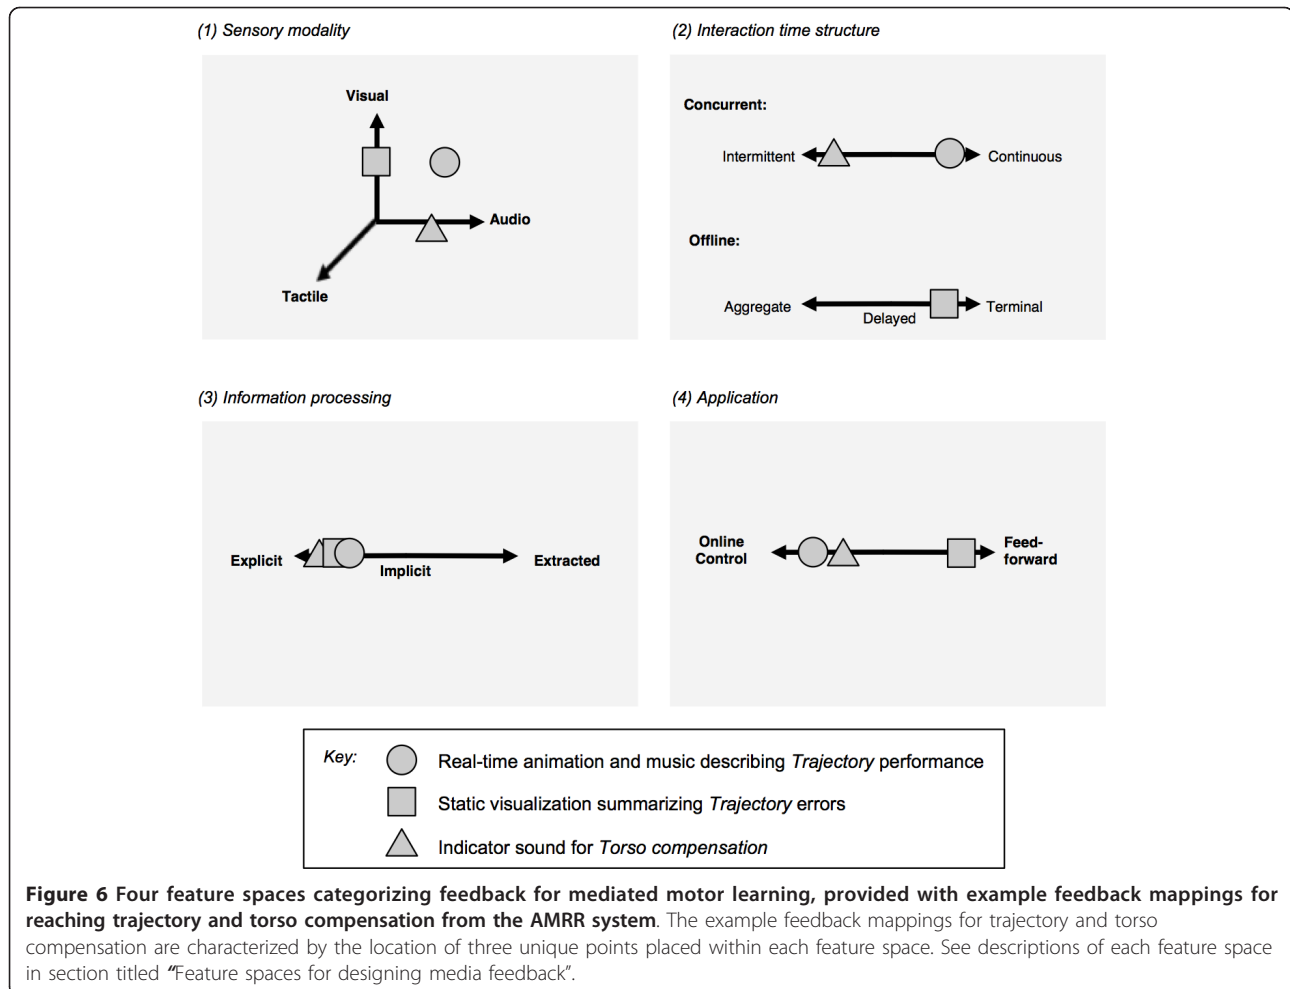 (1) Sensory modality
Visual
Audio
Tactile
(2) Interaction time structure
Concurrent:
Intermittent
Continuous
Offline:
Aggregate
Delayed
Terminal
(3) Information processing
Explicit
Implicit
Extracted
(4) Application
Online
Control
Feed-
forward
Key:
Real-time animation and music describing Trajectory performance
Static visualization summarizing Trajectory errors
Indicator sound for Torso compensation
Figure 6 Four feature spaces categorizing feedback for mediated motor learning, provided with example feedback mappings for
reaching trajectory and torso compensation from the AMRR system. The example feedback mappings for trajectory and torso
compensation are characterized by the location of three unique points placed within each feature space. See descriptions of each feature space
in section titled "Feature spaces for designing media feedback".